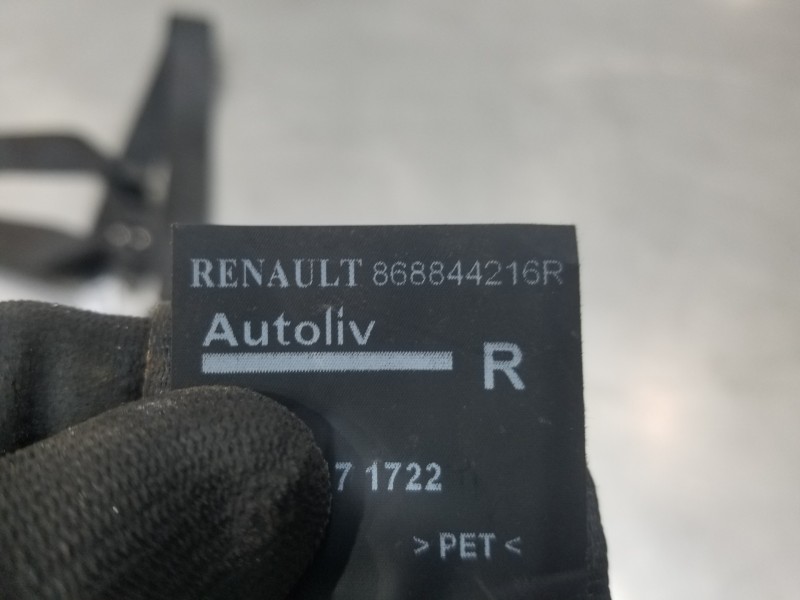 RENAULT 868844216R
Autoliv
R
7 1722
>PET<